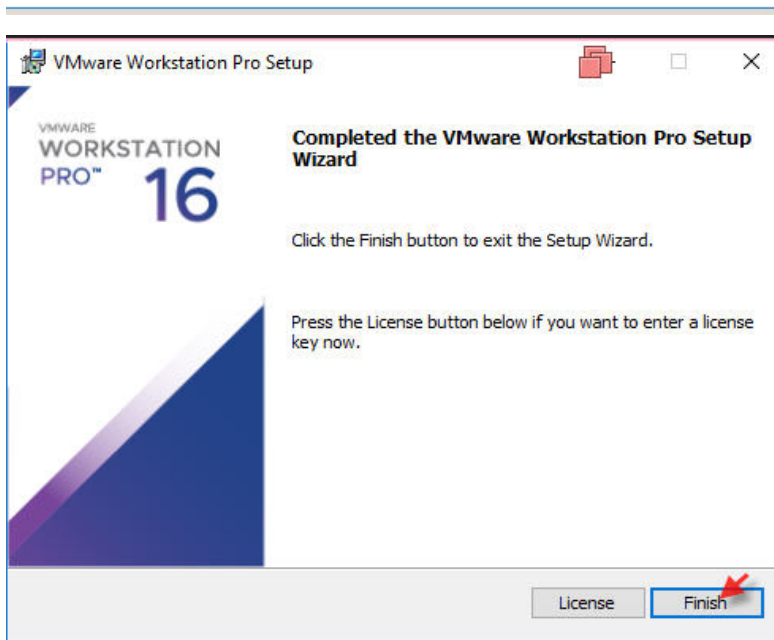 VMware Workstation Pro Setup
VMWARE
WORKSTATION
PRO™ 16
Completed the VMware Workstation Pro Setup
Wizard
Click the Finish button to exit the Setup Wizard.
Press the License button below if you want to enter a license
key now.
License Finish